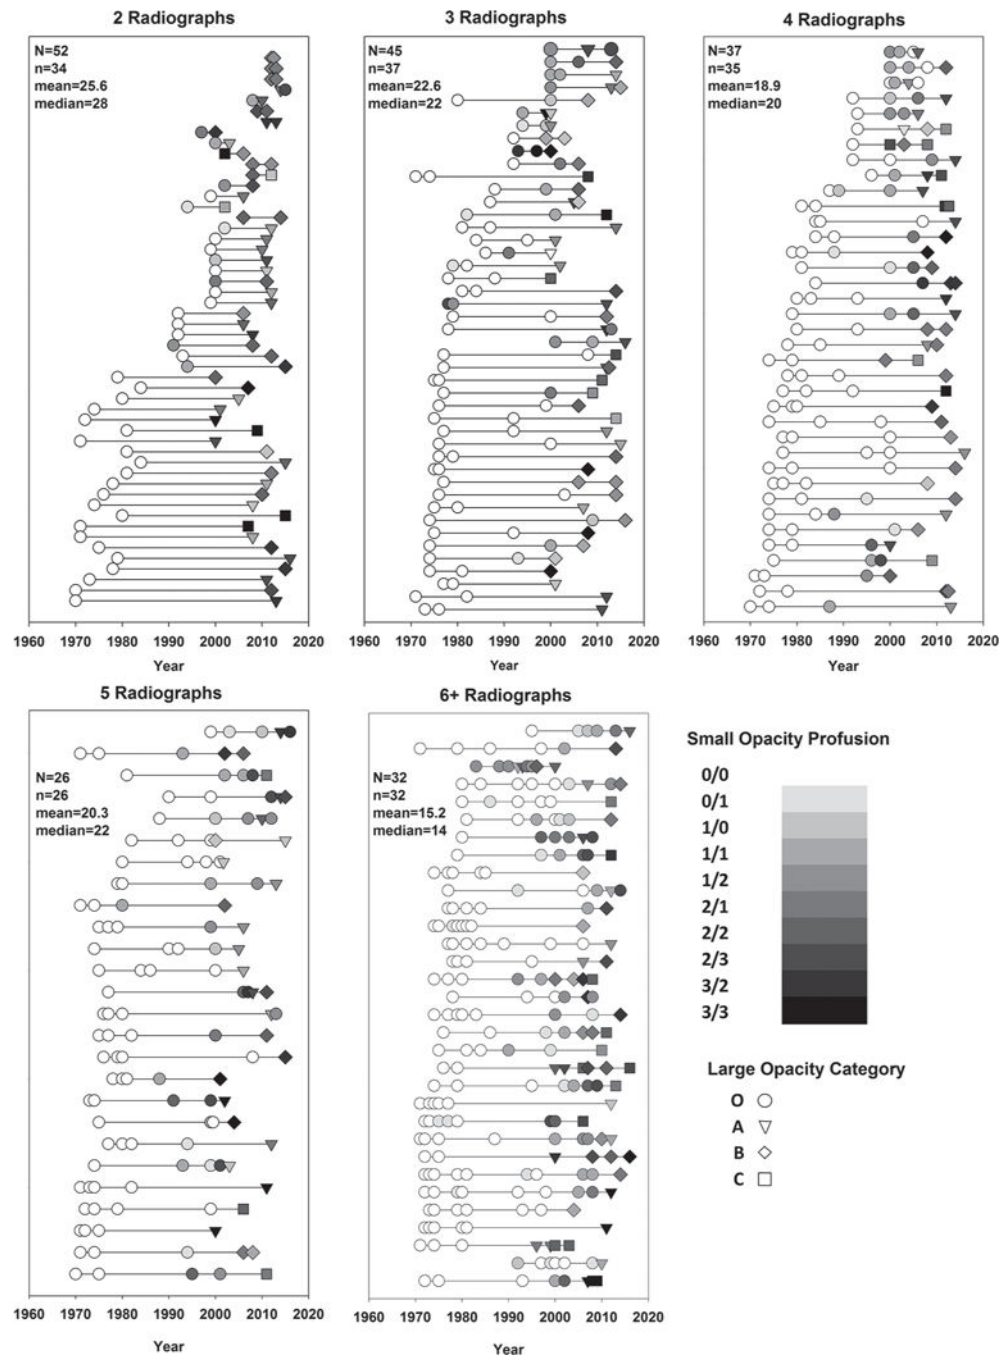 2 Radiographs
3 Radiographs
4 Radiographs
N=52
n=34
mean=25.6
median=28
N=45
n=37
mean=22.6
median=22
N=37
n=35
mean=18.9
median=20
1960 1970 1980 1990 2000 2010 2020
1960 1970 1980 1990 2000 2010 2020
1960 1970 1980 1990 2000 2010 2020
Year
Year
Year
5 Radiographs
6+ Radiographs
N=26
n=26
mean=20.3
median=22
N=32
n=32
mean=15.2
median=14
1960 1970 1980 1990 2000 2010 2020
1960 1970 1980 1990 2000 2010 2020
Year
Year
Small Opacity Profusion
0/0
0/1
1/0
1/1
1/2
2/1
2/2
2/3
3/2
3/3
Large Opacity Category
O
A
B
C